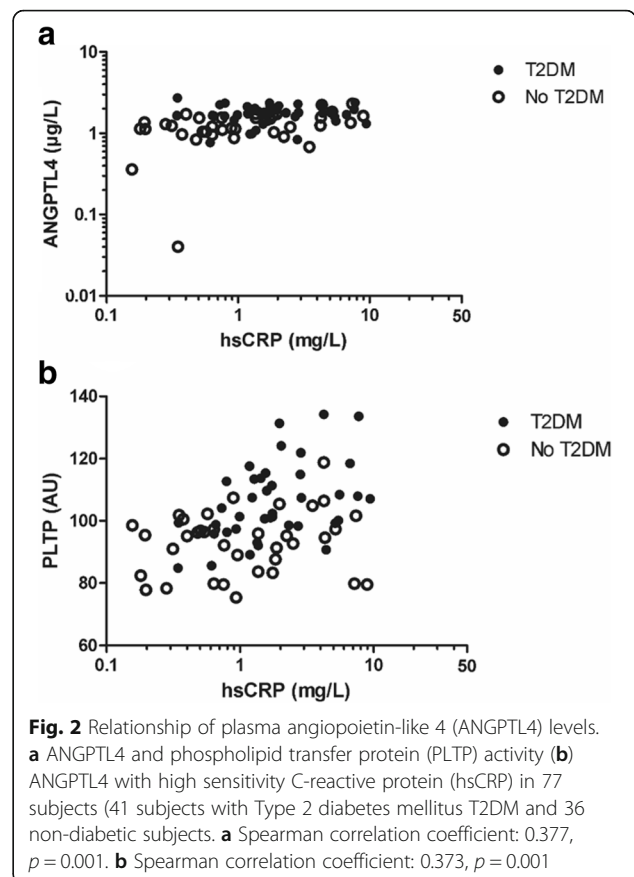 a
10
1
0.1
0.01
ANGPTL4 (µg/L)
0.1
1
10
50
hsCRP (mg/L)
T2DM
No T2DM
b
140
120
100
80
60
PLTP (AU)
0.1
1
10
50
hsCRP (mg/L)
T2DM
No T2DM
Fig. 2 Relationship of plasma angiopoietin-like 4 (ANGPTL4) levels.
a ANGPTL4 and phospholipid transfer protein (PLTP) activity (b)
ANGPTL4 with high sensitivity C-reactive protein (hsCRP) in 77
subjects (41 subjects with Type 2 diabetes mellitus T2DM and 36
non-diabetic subjects. a Spearman correlation coefficient: 0.377,
p = 0.001. b Spearman correlation coefficient: 0.373, p = 0.001